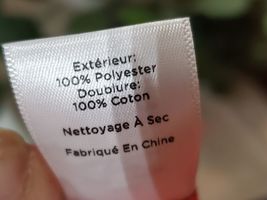 Extérieur:
100% Polyester
Doublure:
100% Coton
Nettoyage À Sec
Fabriqué En Chine